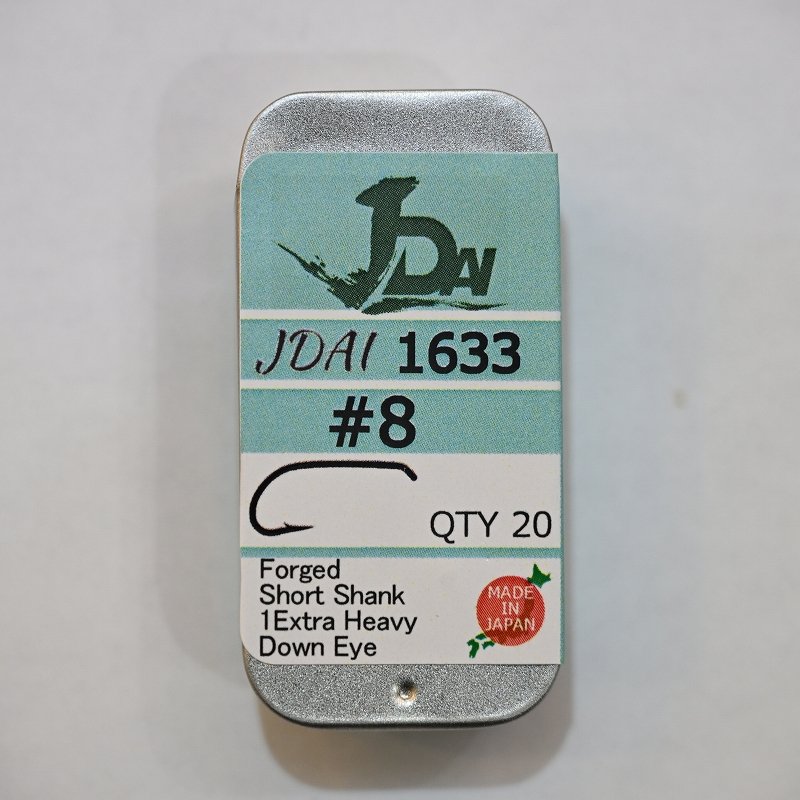 JDAI
JDAI 1633
#8
QTY 20
Forged
Short Shank
1Extra Heavy
Down Eye
MADE
IN
JAPAN